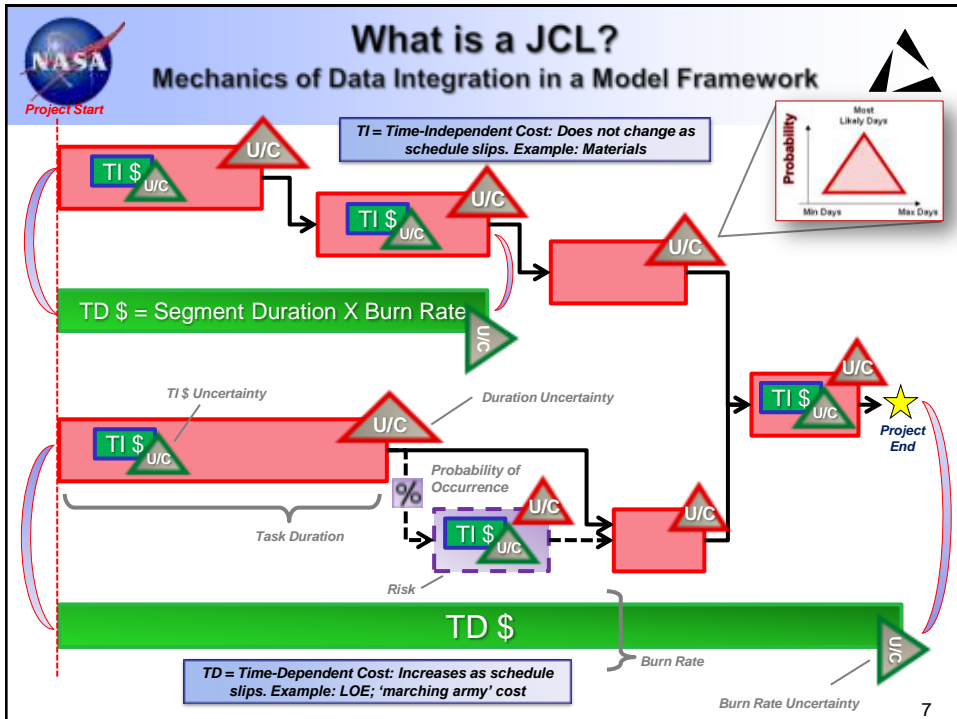 What is a JCL?
Mechanics of Data Integration in a Model Framework
NASA
Project Start
TI = Time-Independent Cost: Does not change as
schedule slips. Example: Materials
Most
Likely Days
Probability
Min Days
Max Days
U/C
TI $
U/C
U/C
TI $
U/C
U/C
TD $ = Segment Duration X Burn Rate
U/C
U/C
TI $
U/C
Project
End
TI $ Uncertainty
Duration Uncertainty
U/C
TI $
U/C
Probability of
Occurrence
%
Task Duration
U/C
TI $
U/C
U/C
Risk
TD $
Burn Rate
U/C
TD = Time-Dependent Cost: Increases as schedule
slips. Example: LOE; ‘marching army’ cost
Burn Rate Uncertainty
7